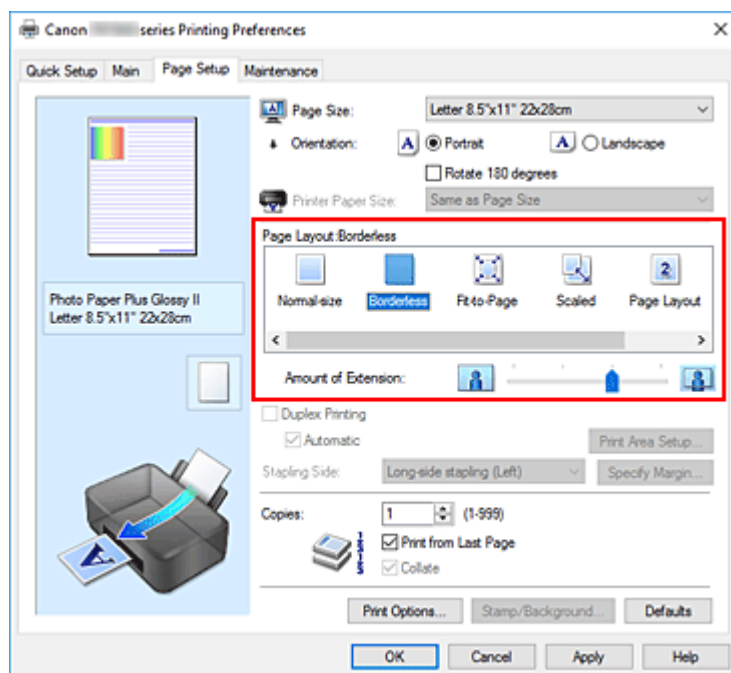 Canon series Printing Preferences
Quick Setup Main Page Setup Maintenance
Page Size: Letter 8.5"x11" 22x28cm
Orientation: A Portrait A Landscape
Rotate 180 degrees
Printer Paper Size: Same as Page Size
Page Layout:Borderless
2
Normal-size Borderless Fit-to-Page Scaled Page Layout
Photo Paper Plus Glossy II
Letter 8.5"x11" 22x28cm
Amount of Extension:
Duplex Printing
Automatic Print Area Setup...
Stapling Side: Long-side stapling (Left) Specify Margin...
Copies: 1 (1-999)
Print from Last Page
Collate
A
Print Options... Stamp/Background... Defaults
OK Cancel Apply Help